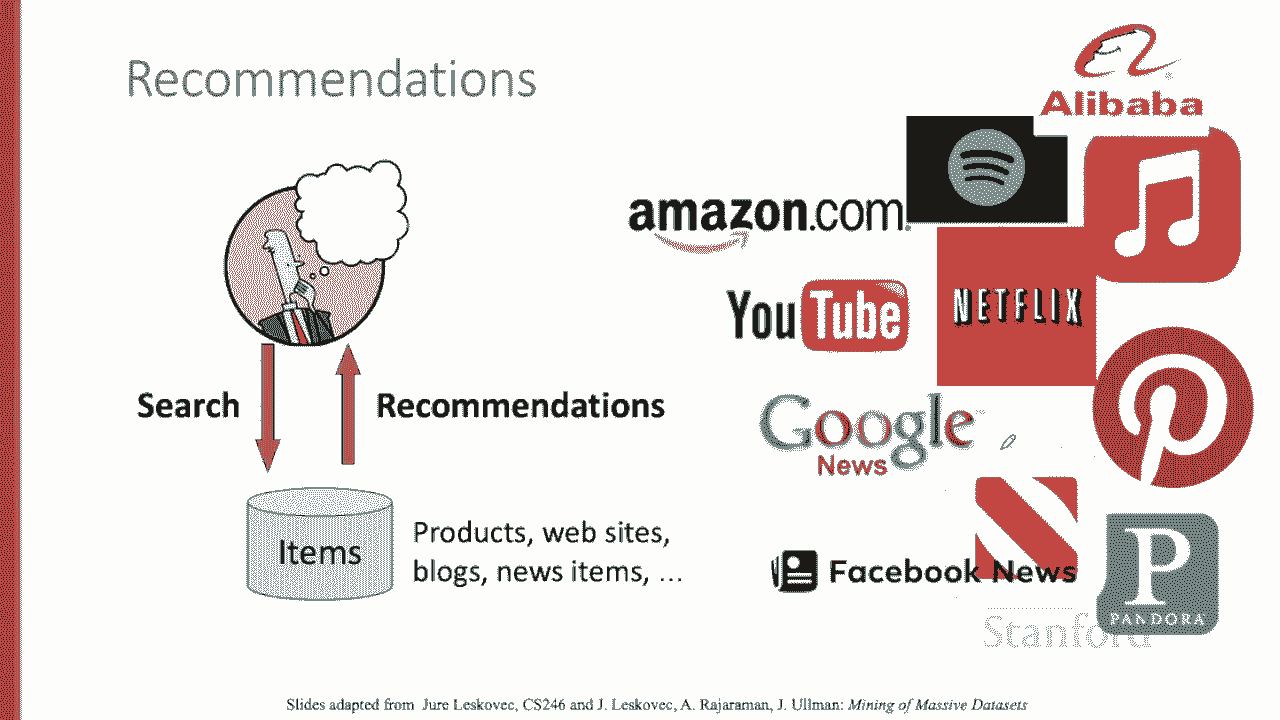 Recommendations
Alibaba
amazon.com
YouTube
NETFLIX
Search
Recommendations
Google
News
Items
Products, web sites,
blogs, news items, ...
Facebook News
PANDORA
Stanford
Slides adapted from Jure Leskovec, CS246 and J. Leskovec, A. Rajaraman, J. Ullman: Mining of Massive Datasets